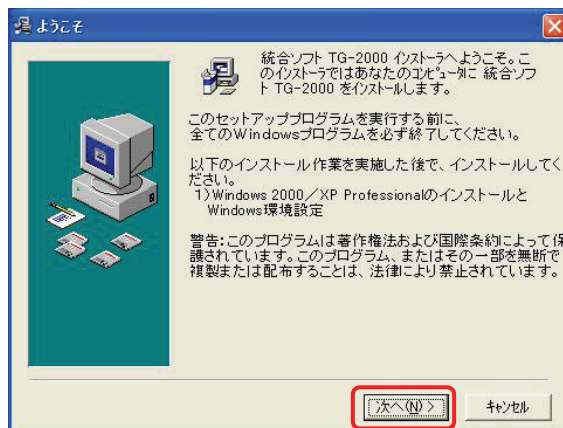 ようこそ
統合ソフト TG-2000 インストーラへようこそ。こ
のインストーラではあなたのコンピュータに 統合ソフ
ト TG-2000 をインストールします。
このセットアッププログラムを実行する前に、
全てのWindowsプログラムを必ず終了してください。
以下のインストール作業を実施した後で、インストールしてく
ださい。
1)Windows 2000/XP Professionalのインストールと
Windows環境設定
警告:このプログラムは著作権法および国際条約によって保
護されています。このプログラム、またはその一部を無断で
複製または配布することは、法律により禁止されています。
次へ(N) >
キャンセル